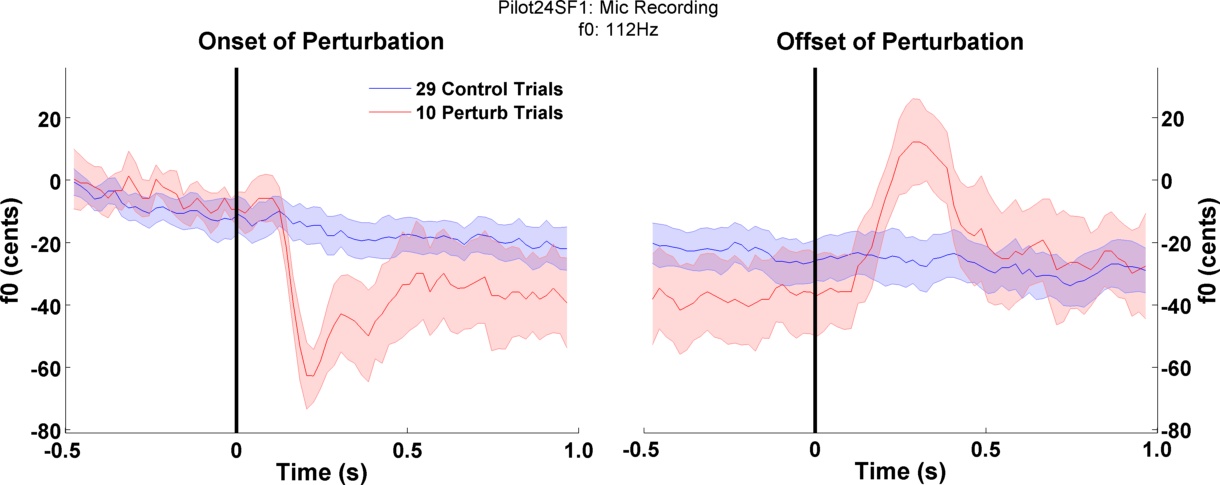 Pilot24SF1: Mic Recording
f0: 112Hz
Onset of Perturbation
Offset of Perturbation
29 Control Trials
10 Perturb Trials
f0 (cents)
20
0
-20
-40
-60
-80
-0.5
0
0.5
1.0
Time (s)
-0.5
0
0.5
1.0
Time (s)
20
0
-20
-40
-60
-80
f0 (cents)